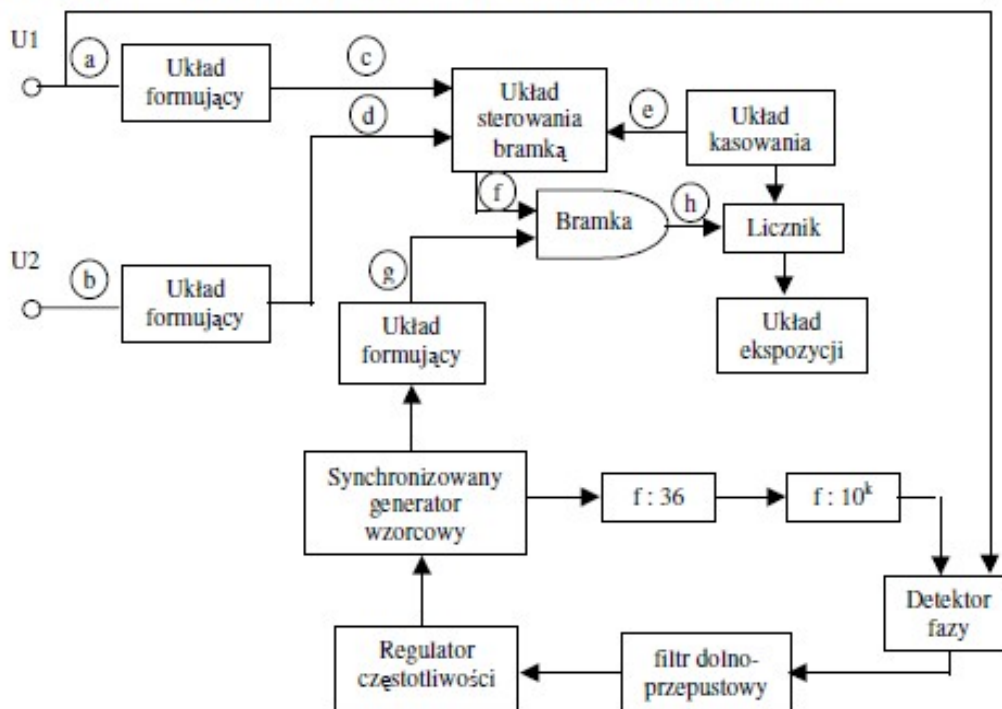 U1
a
Układ
formujący
c
d
Układ
sterowania
bramką
e
Układ
kasowania
f
Bramka
h
Licznik
U2
b
Układ
formujący
g
Układ
formujący
Układ
ekspozycji
Synchronizowany
generator
wzorcowy
f : 36
f : 10ᵏ
Detektor
fazy
Regulator
częstotliwości
filtr dolno-
przepustowy